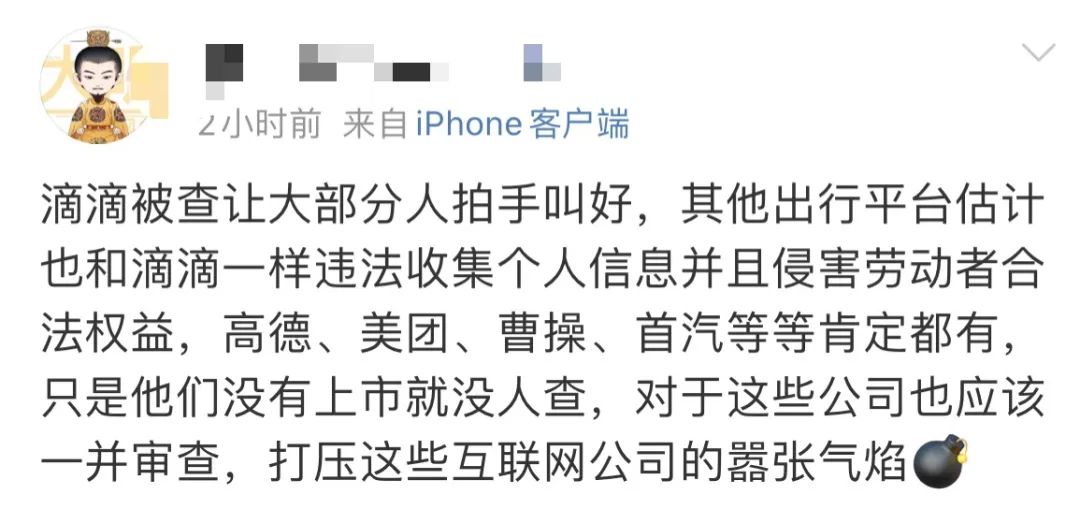 2小时前 来自 iPhone客户端
滴滴被查让大部分人拍手叫好，其他出行平台估计
也和滴滴一样违法收集个人信息并且侵害劳动者合
法权益，高德、美团、曹操、首汽等等肯定都有，
只是他们没有上市就没人查，对于这些公司也应该
一并审查，打压这些互联网公司的嚣张气焰💣